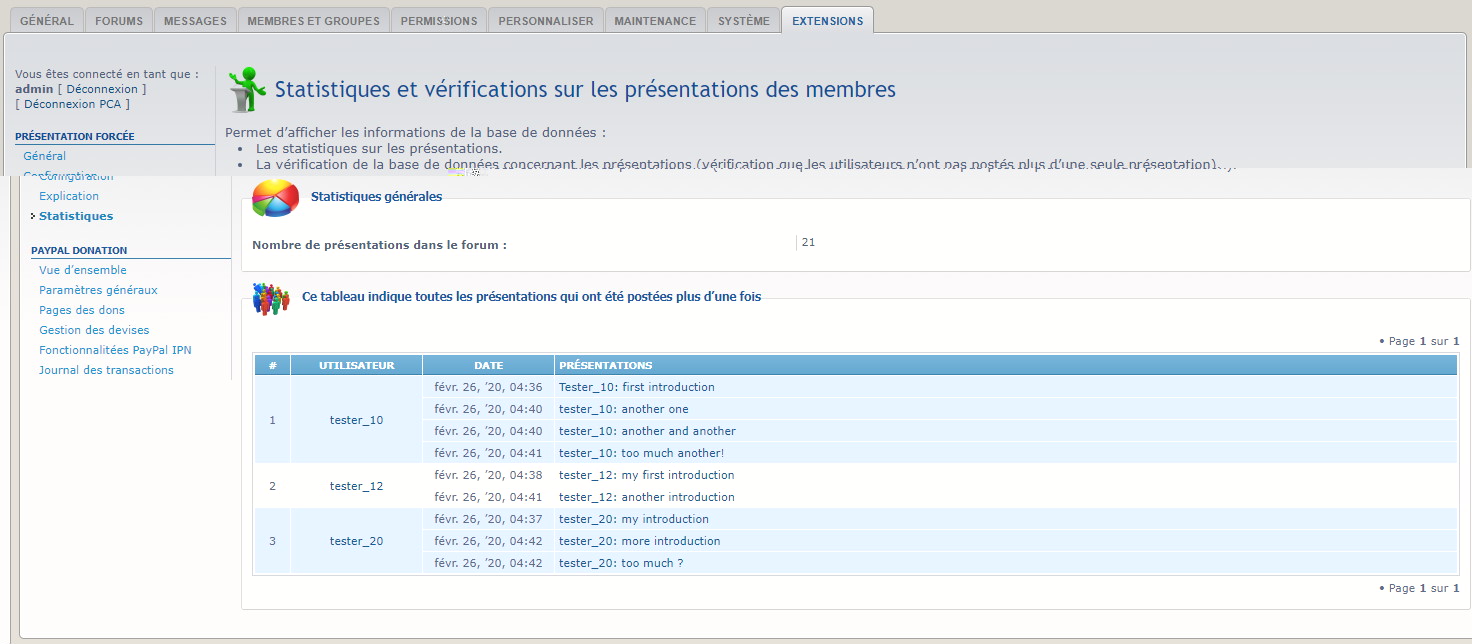 GÉNÉRAL FORUMS MESSAGES MEMBRES ET GROUPES PERMISSIONS PERSONNALISER MAINTENANCE SYSTÈME EXTENSIONS
Vous êtes connecté en tant que :
admin [ Déconnexion ]
[ Déconnexion PCA ]
PRÉSENTATION FORCÉE
Général
Configuration
Explication
Statistiques
PAYPAL DONATION
Vue d’ensemble
Paramètres généraux
Pages des dons
Gestion des devises
Fonctionnalitées PayPal IPN
Journal des transactions
Statistiques et vérifications sur les présentations des membres
Permet d’afficher les informations de la base de données :
• Les statistiques sur les présentations.
• La vérification de la base de données concernant les présentations (vérification que les utilisateurs n’ont pas postés plus d’une seule présentation)...
Statistiques générales
Nombre de présentations dans le forum : 21
Ce tableau indique toutes les présentations qui ont été postées plus d’une fois
• Page 1 sur 1
# UTILISATEUR DATE PRÉSENTATIONS
1 tester_10 févr. 26, ’20, 04:36 Tester_10: first introduction
févr. 26, ’20, 04:40 tester_10: another one
févr. 26, ’20, 04:40 tester_10: another and another
févr. 26, ’20, 04:41 tester_10: too much another!
2 tester_12 févr. 26, ’20, 04:38 tester_12: my first introduction
févr. 26, ’20, 04:41 tester_12: another introduction
3 tester_20 févr. 26, ’20, 04:37 tester_20: my introduction
févr. 26, ’20, 04:42 tester_20: more introduction
févr. 26, ’20, 04:42 tester_20: too much ?
• Page 1 sur 1